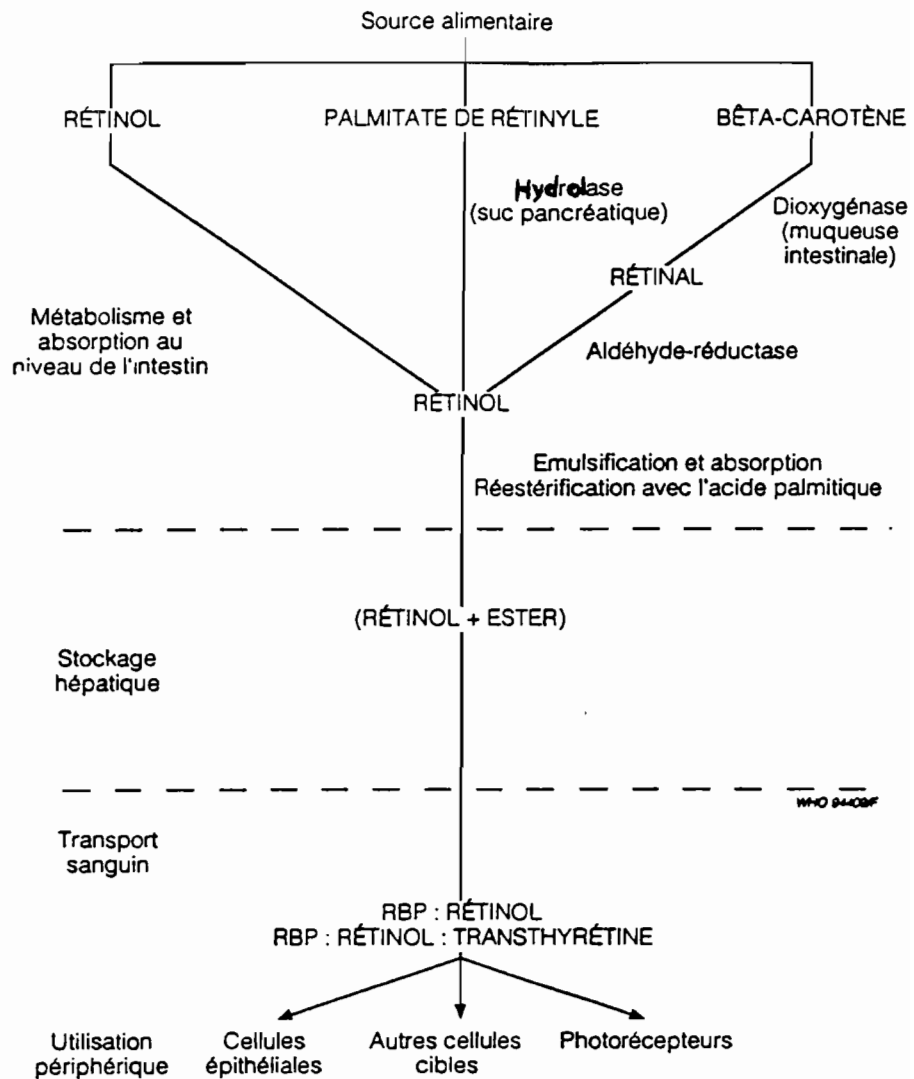 Source alimentaire
RÉTINOL
PALMITATE DE RÉTINYLE
BÊTA-CAROTÈNE
Hydrolase
(suc pancréatique)
Dioxygénase
(muqueuse
intestinale)
RÉTINAL
Métabolisme et
absorption au
niveau de l'intestin
Aldéhyde-réductase
RÉTINOL
Emulsification et absorption
Réestérification avec l'acide palmitique
(RÉTINOL + ESTER)
Stockage
hépatique
WHO 94409/F
Transport
sanguin
RBP : RÉTINOL
RBP : RÉTINOL : TRANSTHYRÉTINE
Utilisation
périphérique
Cellules
épithéliales
Autres cellules
cibles
Photorécepteurs